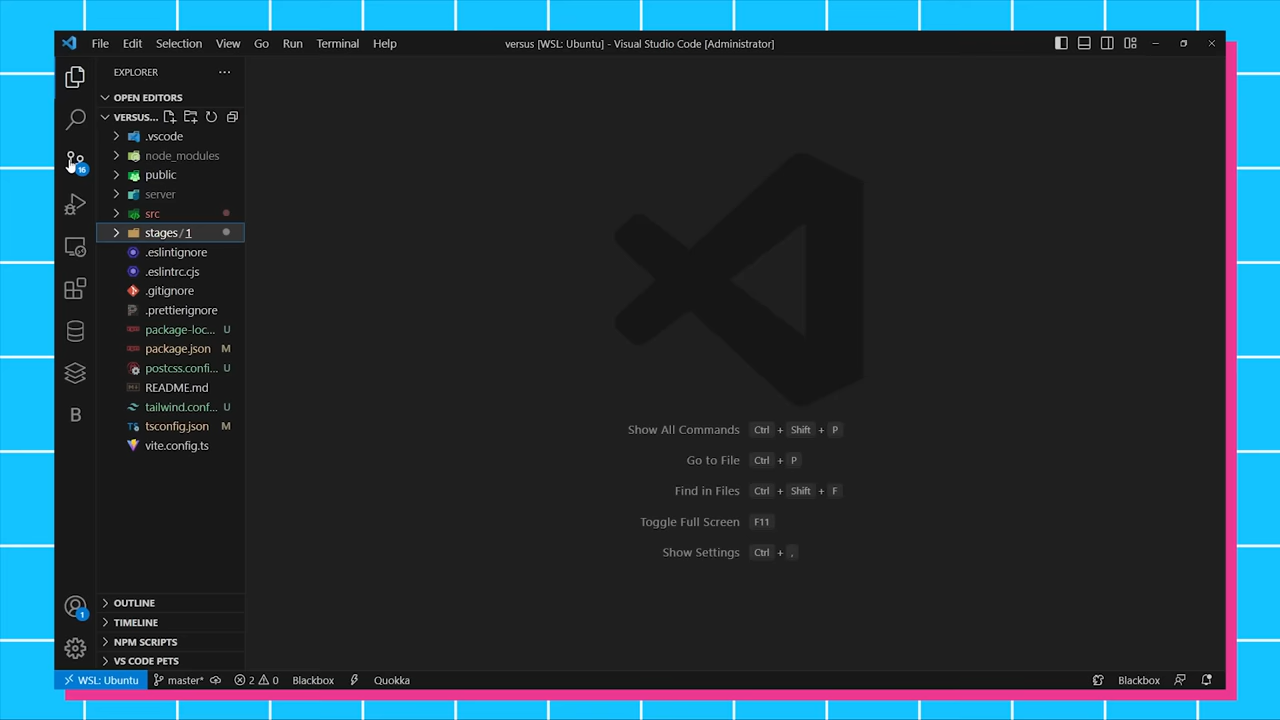 File Edit Selection View Go Run Terminal Help
versus [WSL: Ubuntu] - Visual Studio Code [Administrator]
EXPLORER
OPEN EDITORS
VERSUS...
.vscode
node_modules
public
server
src
stages / 1
.eslintignore
.eslintrc.cjs
.gitignore
.prettierignore
package-loc... U
package.json M
postcss.confi... U
README.md
tailwind.conf... U
tsconfig.json M
vite.config.ts
16
B
Show All Commands Ctrl + Shift + P
Go to File Ctrl + P
Find in Files Ctrl + Shift + F
Toggle Full Screen F11
Show Settings Ctrl + ,
OUTLINE
TIMELINE
NPM SCRIPTS
VS CODE PETS
1
WSL: Ubuntu master* 2 0 Blackbox Quokka Blackbox